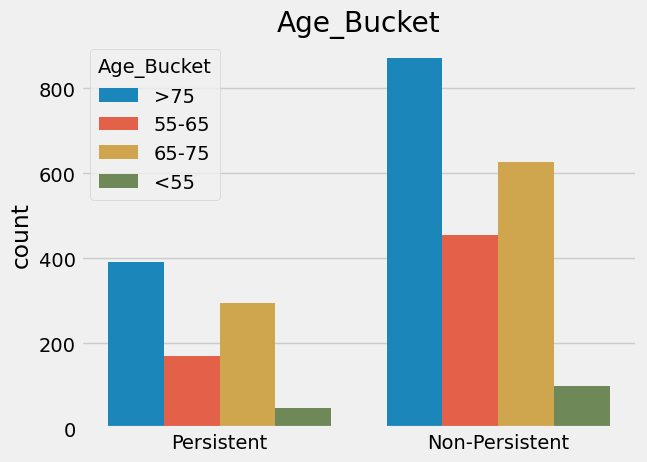 Age_Bucket
Age_Bucket
>75
55-65
65-75
<55
800
600
400
200
0
count
Persistent
Non-Persistent